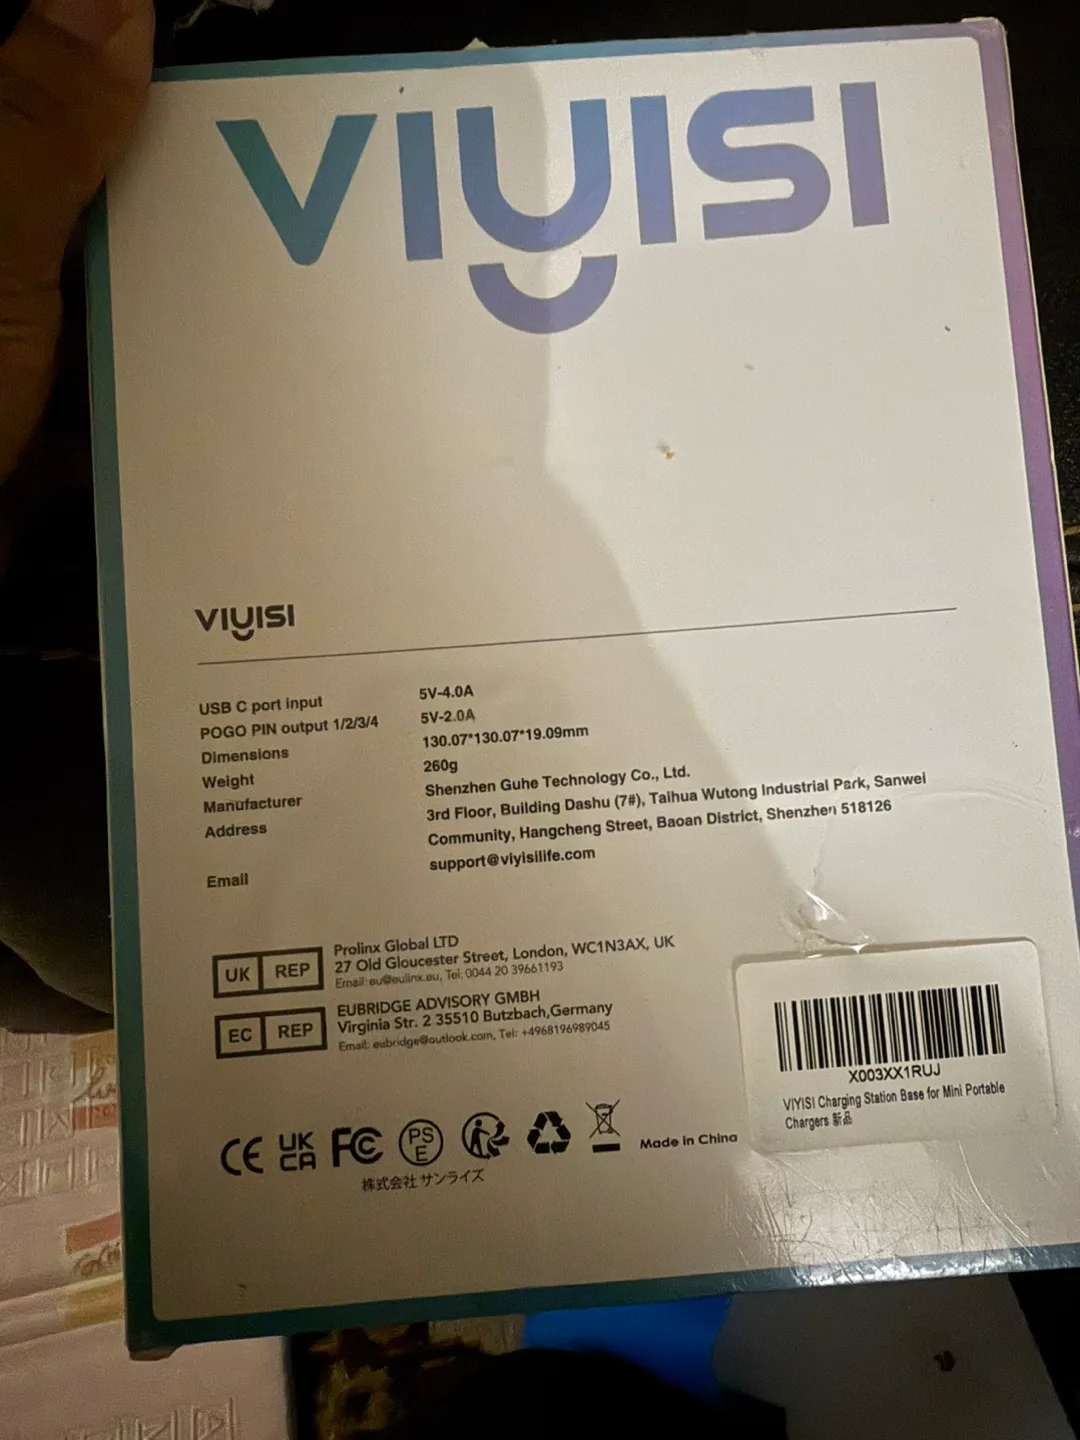 VIYISI
VIYISI
USB C port input 5V-4.0A
POGO PIN output 1/2/3/4 5V-2.0A
Dimensions 130.07*130.07*19.09mm
Weight 260g
Manufacturer Shenzhen Guhe Technology Co., Ltd.
Address 3rd Floor, Building Dashu (7#), Taihua Wutong Industrial Park, Sanwei
Community, Hangcheng Street, Baoan District, Shenzhen 518126
Email support@viyisilife.com
UK REP
Prolinx Global LTD
27 Old Gloucester Street, London, WC1N3AX, UK
Email: eu@eulinx.eu, Tel: 0044 20 39661193
EC REP
EUBRIDGE ADVISORY GMBH
Virginia Str. 2 35510 Butzbach,Germany
Email: eubridge@outlook.com, Tel: +4968196989045
CE UK CA FC PS E
Made in China
株式会社 サンライズ
X003XX1RUJ
VIYISI Charging Station Base for Mini Portable
Chargers 新品